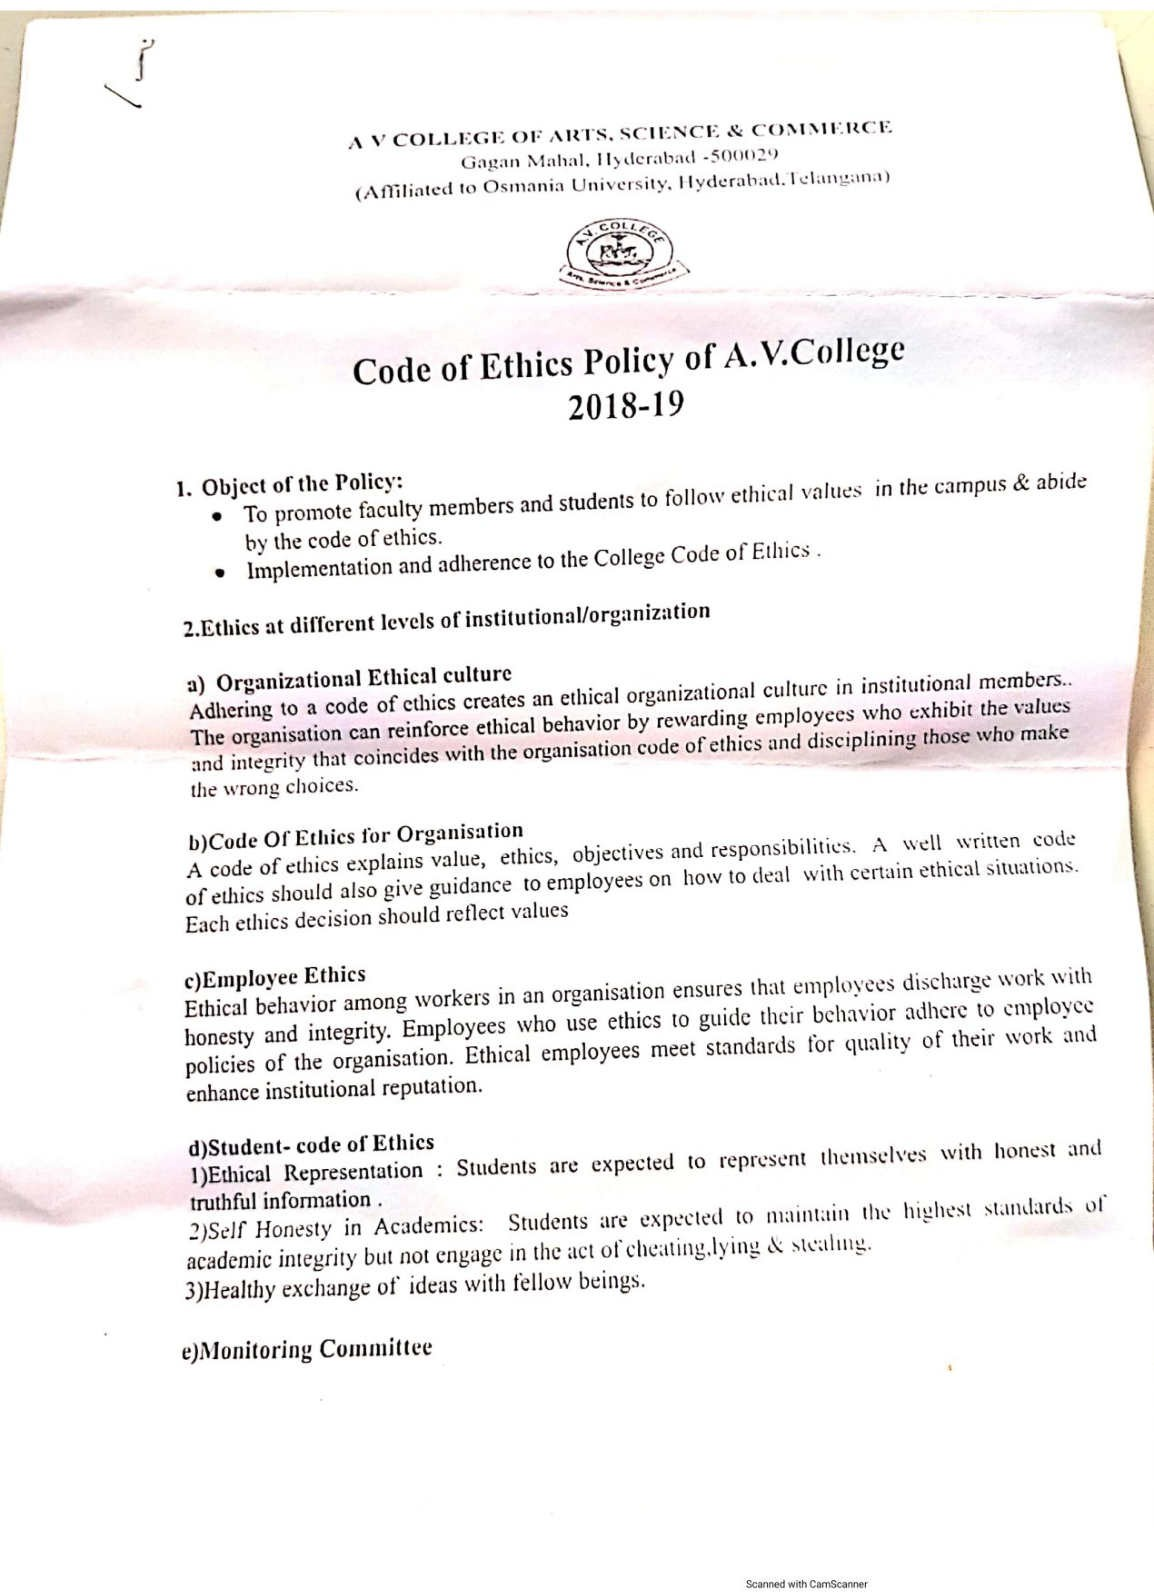 A V COLLEGE OF ARTS, SCIENCE & COMMERCE
Gagan Mahal, Hyderabad -500029
(Affiliated to Osmania University, Hyderabad.Telangana)
A.V. COLLEGE
Arts, Science & Commerce
Code of Ethics Policy of A.V.College
2018-19
1. Object of the Policy:
• To promote faculty members and students to follow ethical values in the campus & abide
by the code of ethics.
• Implementation and adherence to the College Code of Ethics .
2.Ethics at different levels of institutional/organization
a) Organizational Ethical culture
Adhering to a code of ethics creates an ethical organizational culture in institutional members..
The organisation can reinforce ethical behavior by rewarding employees who exhibit the values
and integrity that coincides with the organisation code of ethics and disciplining those who make
the wrong choices.
b)Code Of Ethics for Organisation
A code of ethics explains value, ethics, objectives and responsibilities. A well written code
of ethics should also give guidance to employees on how to deal with certain ethical situations.
Each ethics decision should reflect values
c)Employee Ethics
Ethical behavior among workers in an organisation ensures that employees discharge work with
honesty and integrity. Employees who use ethics to guide their behavior adhere to employee
policies of the organisation. Ethical employees meet standards for quality of their work and
enhance institutional reputation.
d)Student- code of Ethics
1)Ethical Representation : Students are expected to represent themselves with honest and
truthful information .
2)Self Honesty in Academics: Students are expected to maintain the highest standards of
academic integrity but not engage in the act of cheating,lying & stealing.
3)Healthy exchange of ideas with fellow beings.
e)Monitoring Committee
Scanned with CamScanner